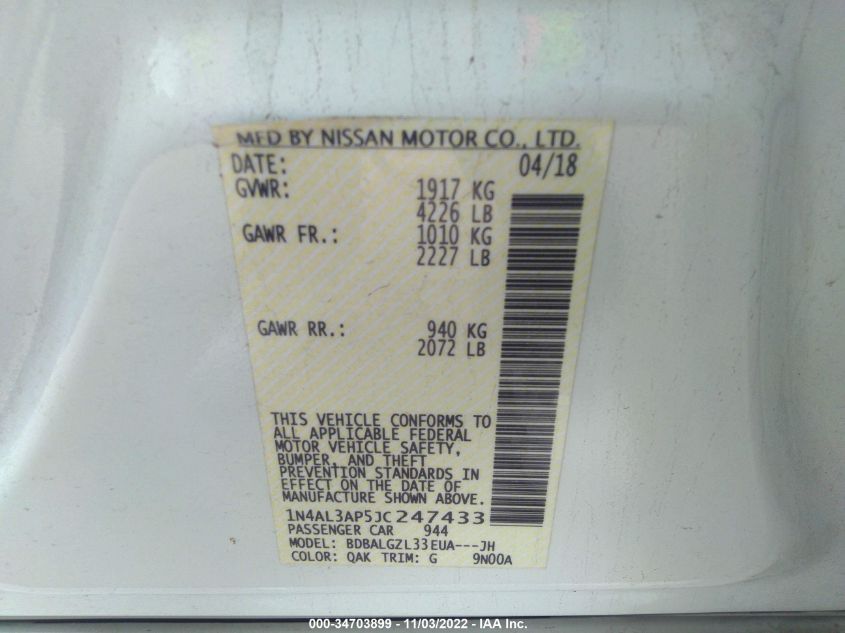 MFD BY NISSAN MOTOR CO., LTD.
DATE: 04/18
GVWR: 1917 KG
4226 LB
GAWR FR.: 1010 KG
2227 LB
GAWR RR.: 940 KG
2072 LB
THIS VEHICLE CONFORMS TO
ALL APPLICABLE FEDERAL
MOTOR VEHICLE SAFETY,
BUMPER, AND THEFT
PREVENTION STANDARDS IN
EFFECT ON THE DATE OF
MANUFACTURE SHOWN ABOVE.
1N4AL3AP5JC247433
PASSENGER CAR 944
MODEL: BDBALGZL33EUA---JH
COLOR: QAK TRIM: G 9N00A
000-34703899 - 11/03/2022 - IAA Inc.